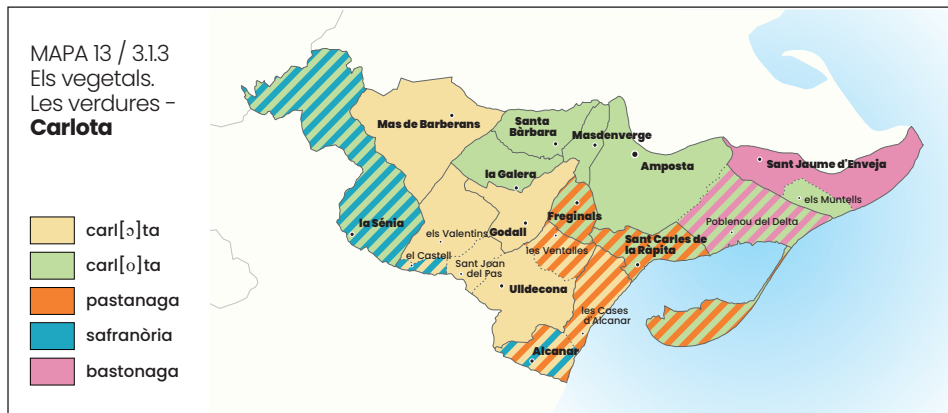 MAPA 13 / 3.1.3
Els vegetals.
Les verdures -
Carlota
carl[ɔ]ta
carl[o]ta
pastanaga
safranòria
bastonaga
Mas de Barberans
Santa
Bàrbara
Masdenverge
Amposta
Sant Jaume d'Enveja
la Galera
els Muntells
Freginals
la Sénia
els Valentins
Godall
Poblenou del Delta
Sant Carles de
la Ràpita
el Castell
les Ventalles
Sant Joan
del Pas
Ulldecona
les Cases
d'Alcanar
Alcanar